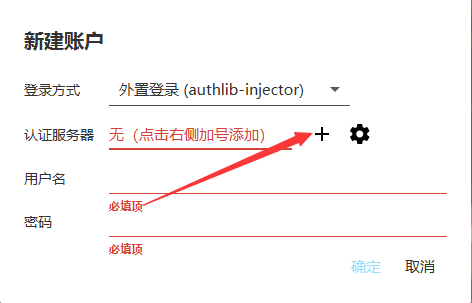 新建账户
登录方式 外置登录 (authlib-injector)
认证服务器 无（点击右侧加号添加）
用户名
必填项
密码
必填项
确定 取消